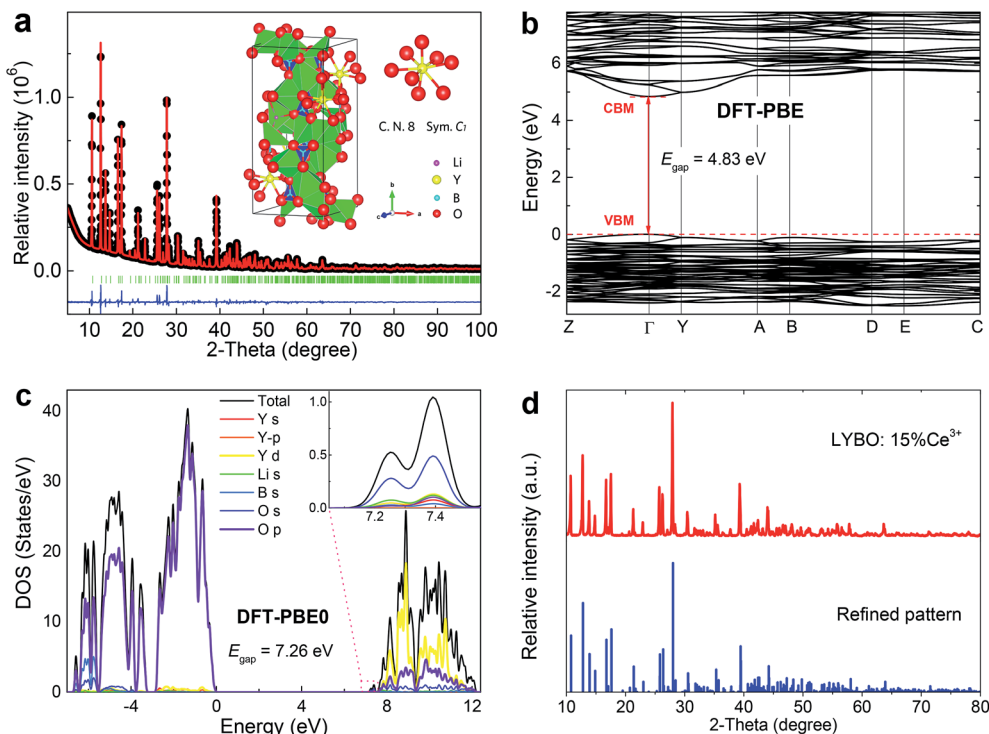 a
Relative intensity (10⁶)
1.0
0.5
0.0
C. N. 8 Sym. C₁
Li
Y
B
O
b
c
a
10 20 30 40 50 60 70 80 90 100
2-Theta (degree)
b
Energy (eV)
6
4
2
0
-2
CBM
DFT-PBE
E gap = 4.83 eV
VBM
Z Γ Y A B D E C
c
DOS (States/eV)
40
30
20
10
0
Total
Y s
Y-p
Y d
Li s
B s
O s
O p
1.0
0.5
0.0
7.2 7.4
DFT-PBE0
E gap = 7.26 eV
-4 0 4 8 12
Energy (eV)
d
Relative intensity (a.u.)
LYBO: 15%Ce³⁺
Refined pattern
10 20 30 40 50 60 70 80
2-Theta (degree)